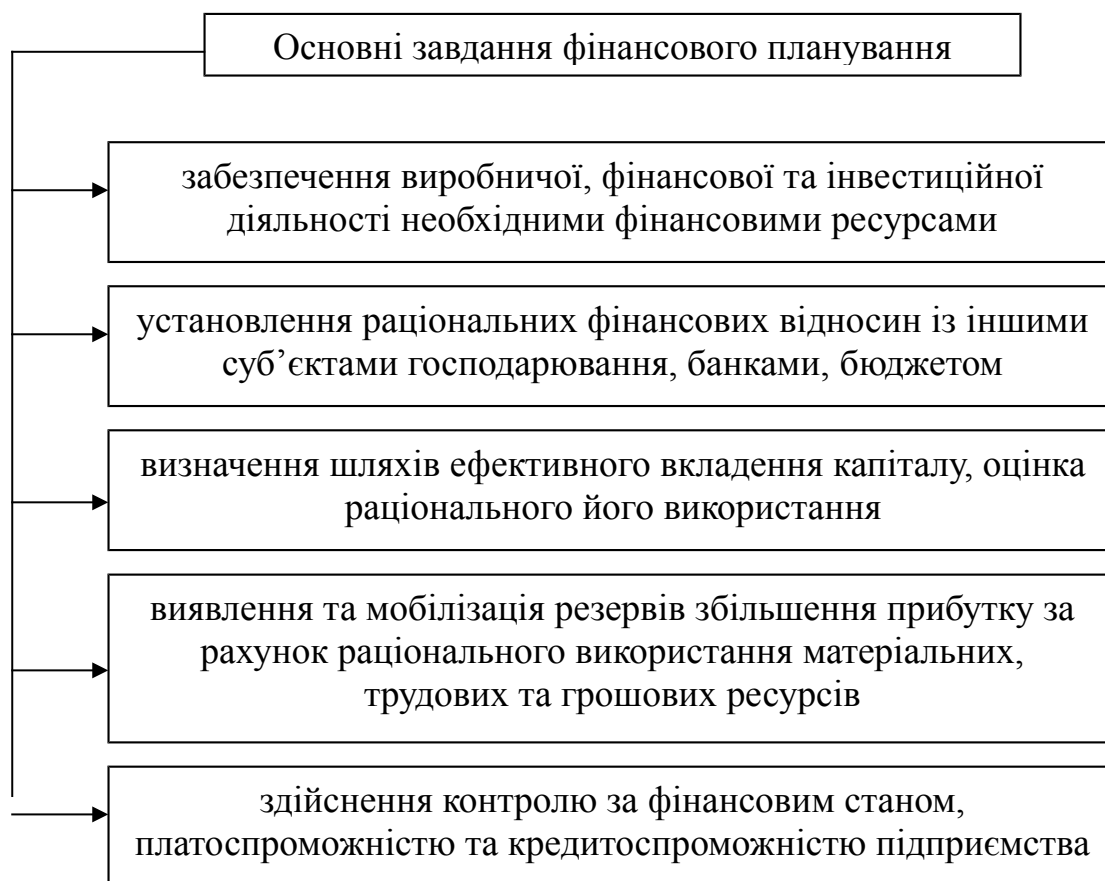 Основні завдання фінансового планування
забезпечення виробничої, фінансової та інвестиційної
діяльності необхідними фінансовими ресурсами
установлення раціональних фінансових відносин із іншими
суб’єктами господарювання, банками, бюджетом
визначення шляхів ефективного вкладення капіталу, оцінка
раціонального його використання
виявлення та мобілізація резервів збільшення прибутку за
рахунок раціонального використання матеріальних,
трудових та грошових ресурсів
здійснення контролю за фінансовим станом,
платоспроможністю та кредитоспроможністю підприємства